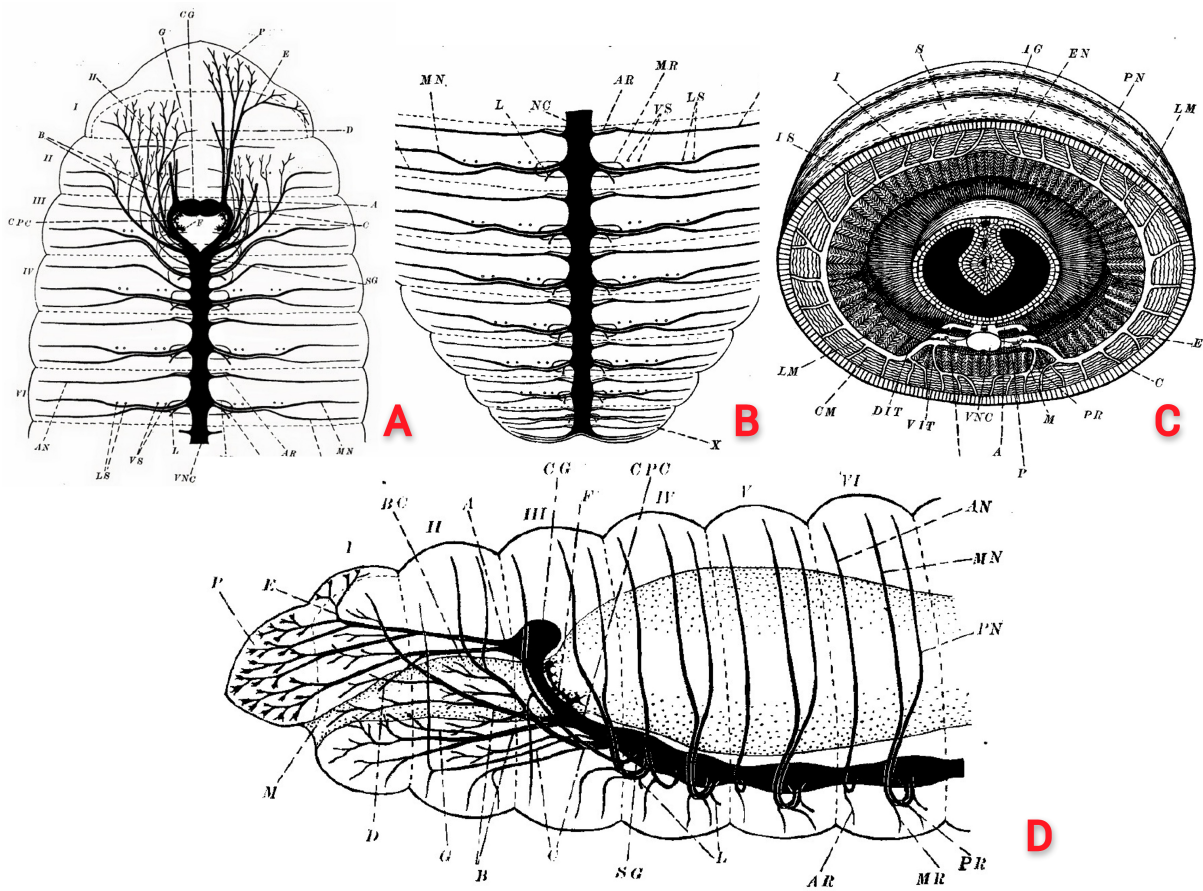 CG
G P
E
H
I
B D
II
III A
CPC F C
IV SG
VI
AN L AR MN
LS VS VNC
A
MN L NC AR MR VS LS
X
B
S AG EN
I PN
LM
IS
LM E
CM C
DIT PR
VIT VNC M
A P
C
CG CPC
BC A F IV V VI
II III AN
I MN
P E
PN
M
D G B C SG L
AR MR PR
D